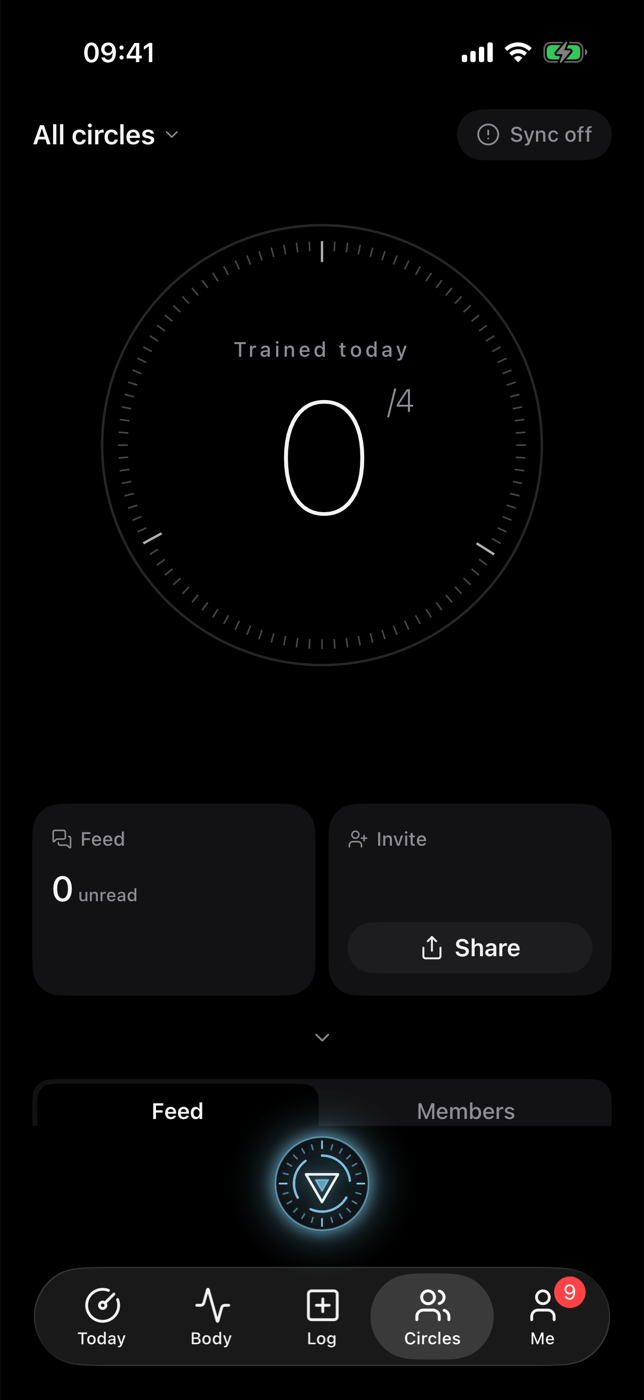 09:41
All circles
Sync off
Trained today
0 /4
Feed
0 unread
Invite
Share
Feed
Members
Today
Body
Log
Circles
Me
9